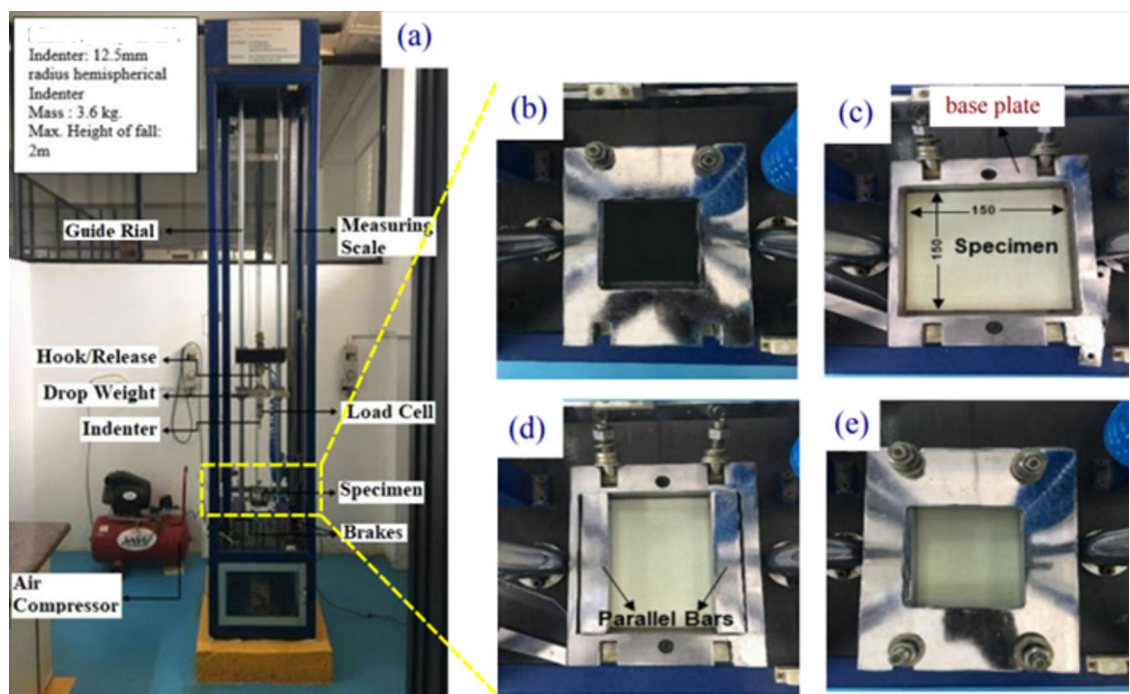 Indenter: 12.5mm
radius hemispherical
Indenter
Mass : 3.6 kg.
Max. Height of fall:
2m
(a)
Guide Rial
Measuring
Scale
Hook/Release
Drop Weight
Indenter
Load Cell
Specimen
Brakes
Air
Compressor
(b)
(c)
base plate
150
150
Specimen
(d)
Parallel Bars
(e)